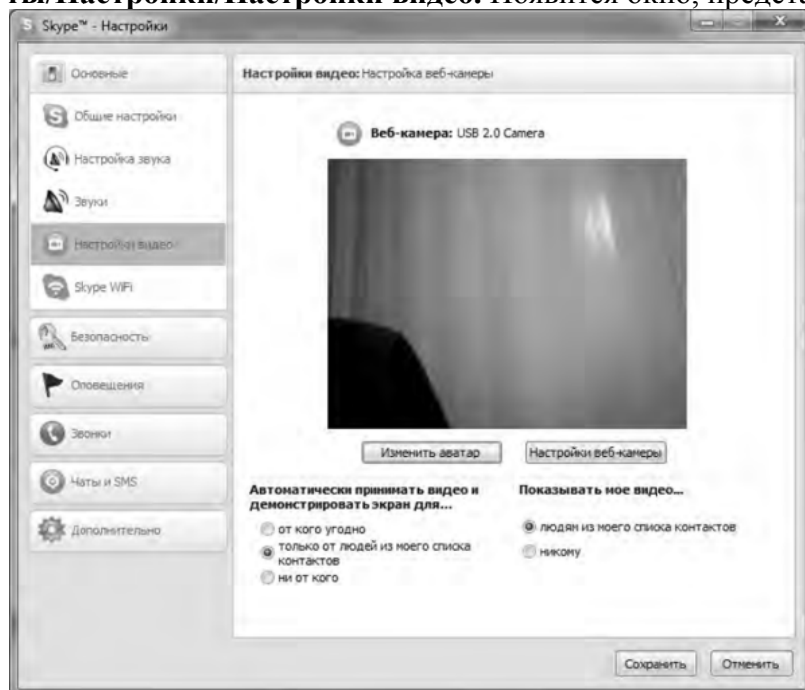 ты/Настройки/Настройки видео. Появится окно, предста
Skype™ - Настройки
Основные
Настройки видео: Настройка веб-камеры
Общие настройки
Веб-камера: USB 2.0 Camera
Настройка звука
Звуки
Настройки видео
Skype WiFi
Безопасность
Оповещения
Звонки
Изменить аватар
Настройки веб-камеры
Чаты и SMS
Автоматически принимать видео и
демонстрировать экран для...
Показывать мое видео...
Дополнительно
от кого угодно
людям из моего списка контактов
только от людей из моего списка
контактов
никому
ни от кого
Сохранить
Отменить